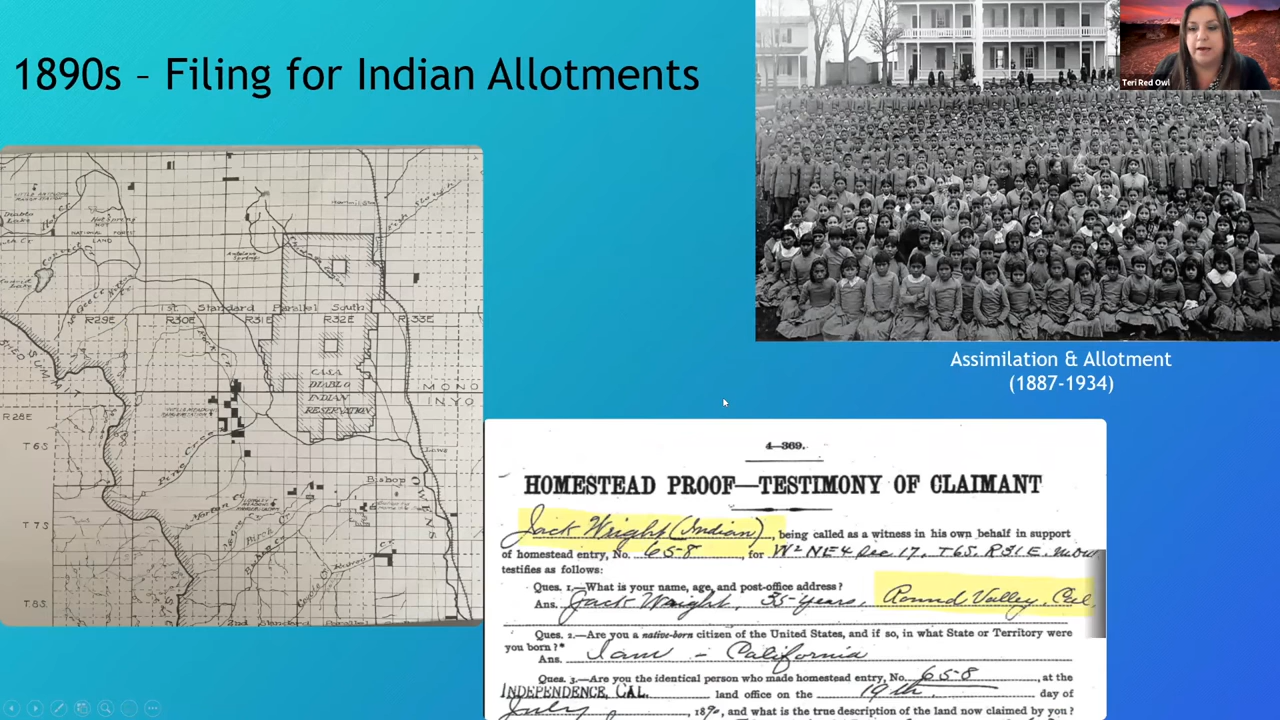 1890s – Filing for Indian Allotments
Teri Red Owl
Assimilation & Allotment
(1887-1934)
NATIONAL FOREST
LAND
1st Standard Parallel South
R29E R30E R31E R32E R33E
CASA
DIABLO
INDIAN
RESERVATION
MONO
INYO
R28E
T6S
Laws
Bishop
OWENS
T7S
T8S
4—369.
HOMESTEAD PROOF—TESTIMONY OF CLAIMANT
Jack Wright (Indian), being called as a witness in his own behalf in support
of homestead entry, No. 658, for W2 NE4 Sec. 17. T6S. R31E.
testifies as follows:
Ques. 1.—What is your name, age, and post-office address?
Ans. Jack Wright, 35 years, Round Valley, Cal.
Ques. 2.—Are you a native-born citizen of the United States, and if so, in what State or Territory were
you born?*
Ans. I am – California
Ques. 3.—Are you the identical person who made homestead entry, No. 658, at the
INDEPENDENCE, CAL. land office on the 19th day of
July, 1890, and what is the true description of the land now claimed by you?